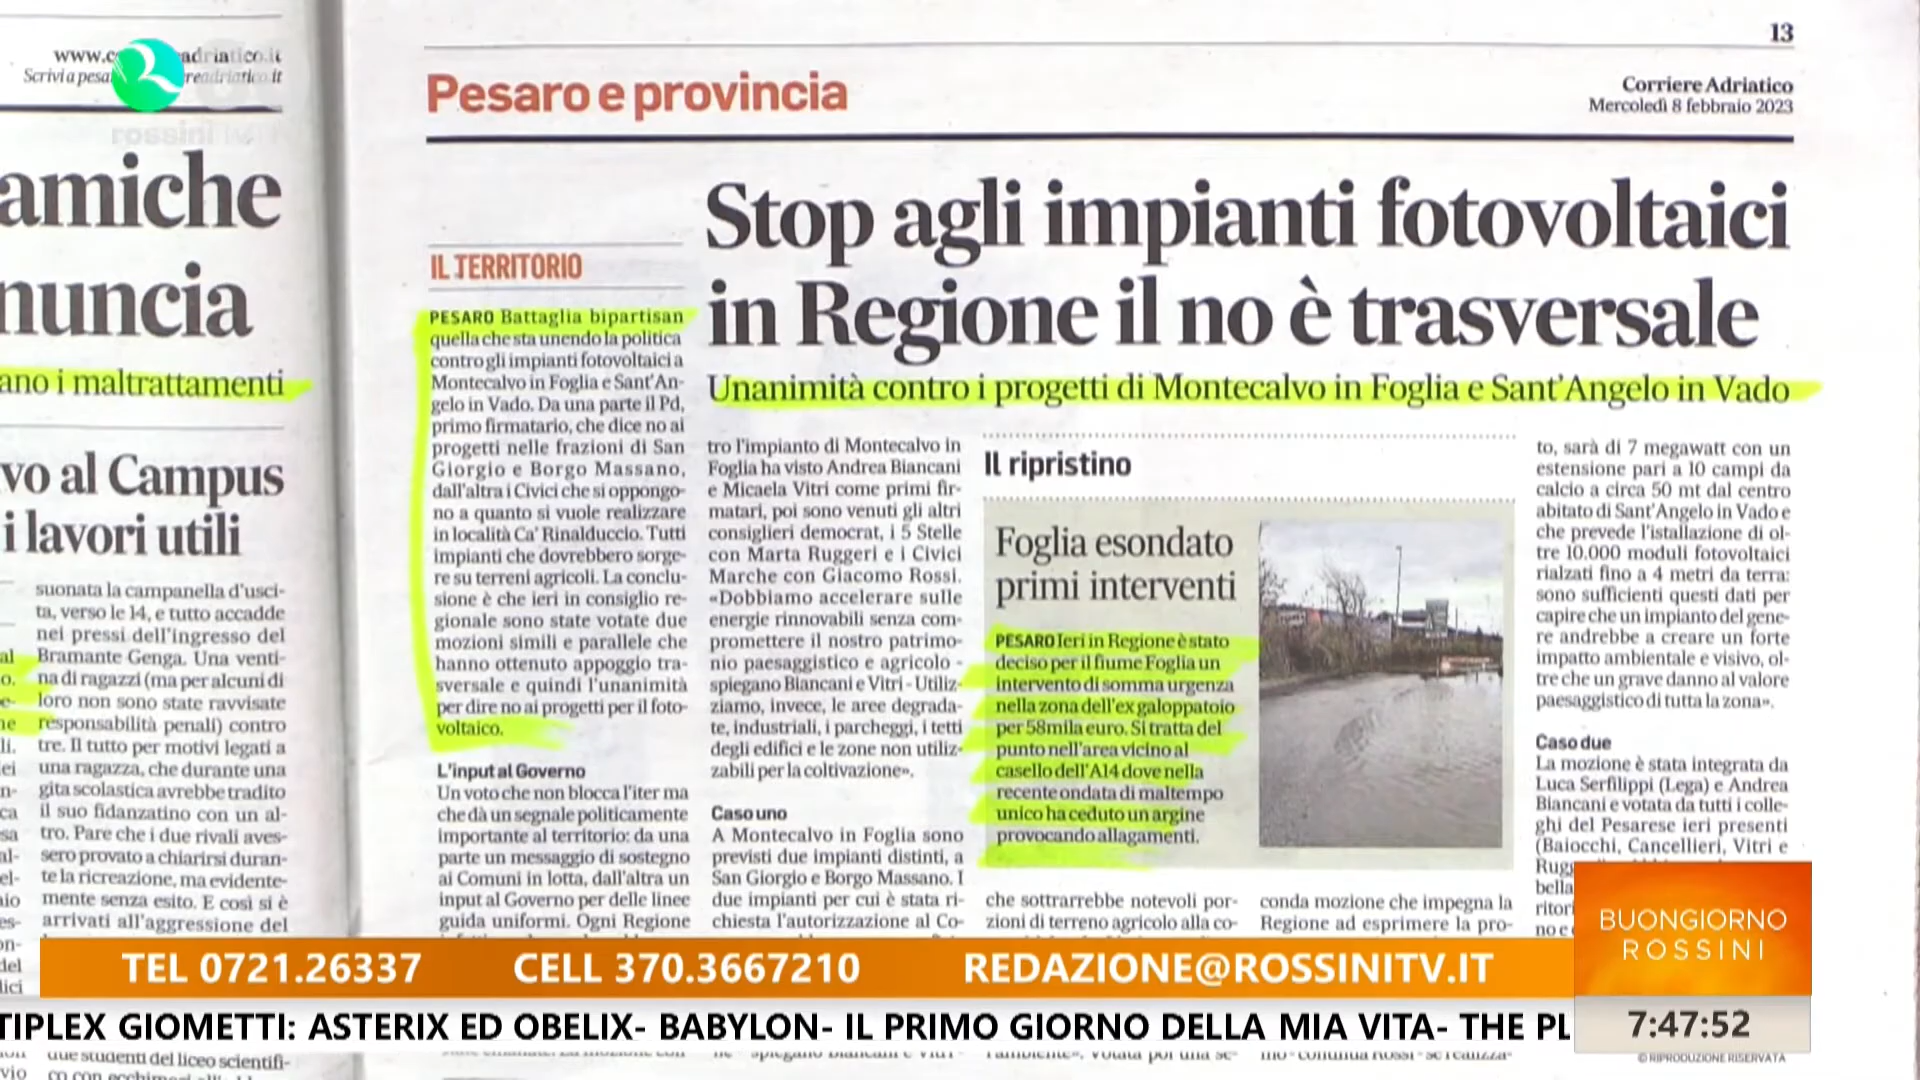 www.c adriatico.it
Scrivi a pesa readriatico.it
rossini tv
amiche
nuncia
ano i maltrattamenti
vo al Campus
i lavori utili
suonata la campanella d'usci-
ta, verso le 14, e tutto accadde
nei pressi dell'ingresso del
Bramante Genga. Una venti-
na di ragazzi (ma per alcuni di
loro non sono state ravvisate
responsabilità penali) contro
tre. Il tutto per motivi legati a
una ragazza, che durante una
gita scolastica avrebbe tradito
il suo fidanzatino con un al-
tro. Pare che i due rivali aves-
sero provato a chiarirsi duran-
te la ricreazione, ma evidente-
mente senza esito. E così si è
arrivati all'aggressione del
due studenti del liceo scientifi-
13
Pesaro e provincia
Corriere Adriatico
Mercoledì 8 febbraio 2023
Stop agli impianti fotovoltaici
in Regione il no è trasversale
Unanimità contro i progetti di Montecalvo in Foglia e Sant'Angelo in Vado
IL TERRITORIO
PESARO Battaglia bipartisan
quella che sta unendo la politica
contro gli impianti fotovoltaici a
Montecalvo in Foglia e Sant'An-
gelo in Vado. Da una parte il Pd,
primo firmatario, che dice no ai
progetti nelle frazioni di San
Giorgio e Borgo Massano,
dall'altra i Civici che si oppongo-
no a quanto si vuole realizzare
in località Ca' Rinalduccio. Tutti
impianti che dovrebbero sorge-
re su terreni agricoli. La conclu-
sione è che ieri in consiglio re-
gionale sono state votate due
mozioni simili e parallele che
hanno ottenuto appoggio tra-
sversale e quindi l'unanimità
per dire no ai progetti per il foto-
voltaico.
L'input al Governo
Un voto che non blocca l'iter ma
che dà un segnale politicamente
importante al territorio: da una
parte un messaggio di sostegno
ai Comuni in lotta, dall'altra un
input al Governo per delle linee
guida uniformi. Ogni Regione
tro l'impianto di Montecalvo in
Foglia ha visto Andrea Biancani
e Micaela Vitri come primi fir-
matari, poi sono venuti gli altri
consiglieri democrat, i 5 Stelle
con Marta Ruggeri e i Civici
Marche con Giacomo Rossi.
«Dobbiamo accelerare sulle
energie rinnovabili senza com-
promettere il nostro patrimo-
nio paesaggistico e agricolo -
spiegano Biancani e Vitri - Utiliz-
ziamo, invece, le aree degrada-
te, industriali, i parcheggi, i tetti
degli edifici e le zone non utiliz-
zabili per la coltivazione».
Caso uno
A Montecalvo in Foglia sono
previsti due impianti distinti, a
San Giorgio e Borgo Massano. I
due impianti per cui è stata ri-
chiesta l'autorizzazione al Co-
Il ripristino
Foglia esondato
primi interventi
PESARO Ieri in Regione è stato
deciso per il fiume Foglia un
intervento di somma urgenza
nella zona dell'ex galoppatoio
per 58mila euro. Si tratta del
punto nell'area vicino al
casello dell'A14 dove nella
recente ondata di maltempo
unico ha ceduto un argine
provocando allagamenti.
che sottrarrebbe notevoli por-
zioni di terreno agricolo alla co-
conda mozione che impegna la
Regione ad esprimere la pro-
to, sarà di 7 megawatt con un
estensione pari a 10 campi da
calcio a circa 50 mt dal centro
abitato di Sant'Angelo in Vado e
che prevede l'istallazione di ol-
tre 10.000 moduli fotovoltaici
rialzati fino a 4 metri da terra:
sono sufficienti questi dati per
capire che un impianto del gene-
re andrebbe a creare un forte
impatto ambientale e visivo, ol-
tre che un grave danno al valore
paesaggistico di tutta la zona».
Caso due
La mozione è stata integrata da
Luca Serfilippi (Lega) e Andrea
Biancani e votata da tutti i colle-
ghi del Pesarese ieri presenti
(Baiocchi, Cancellieri, Vitri e
BUONGIORNO
ROSSINI
TEL 0721.26337 CELL 370.3667210 REDAZIONE@ROSSINITV.IT
TIPLEX GIOMETTI: ASTERIX ED OBELIX- BABYLON- IL PRIMO GIORNO DELLA MIA VITA- THE PL
7:47:52
© RIPRODUZIONE RISERVATA